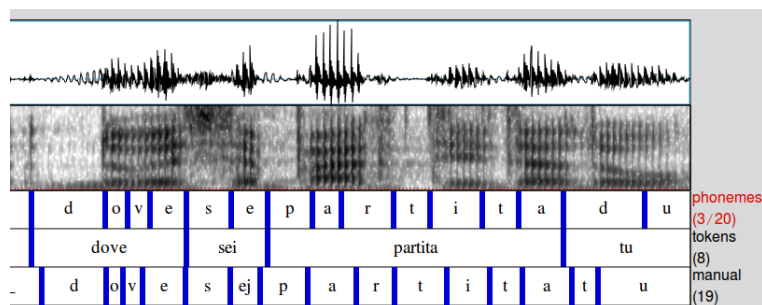 d o v e s e p a r t i t a d u phonemes (3/20)
dove sei partita tu tokens (8)
_ d o v e s ej p a r t i t a t u manual (19)